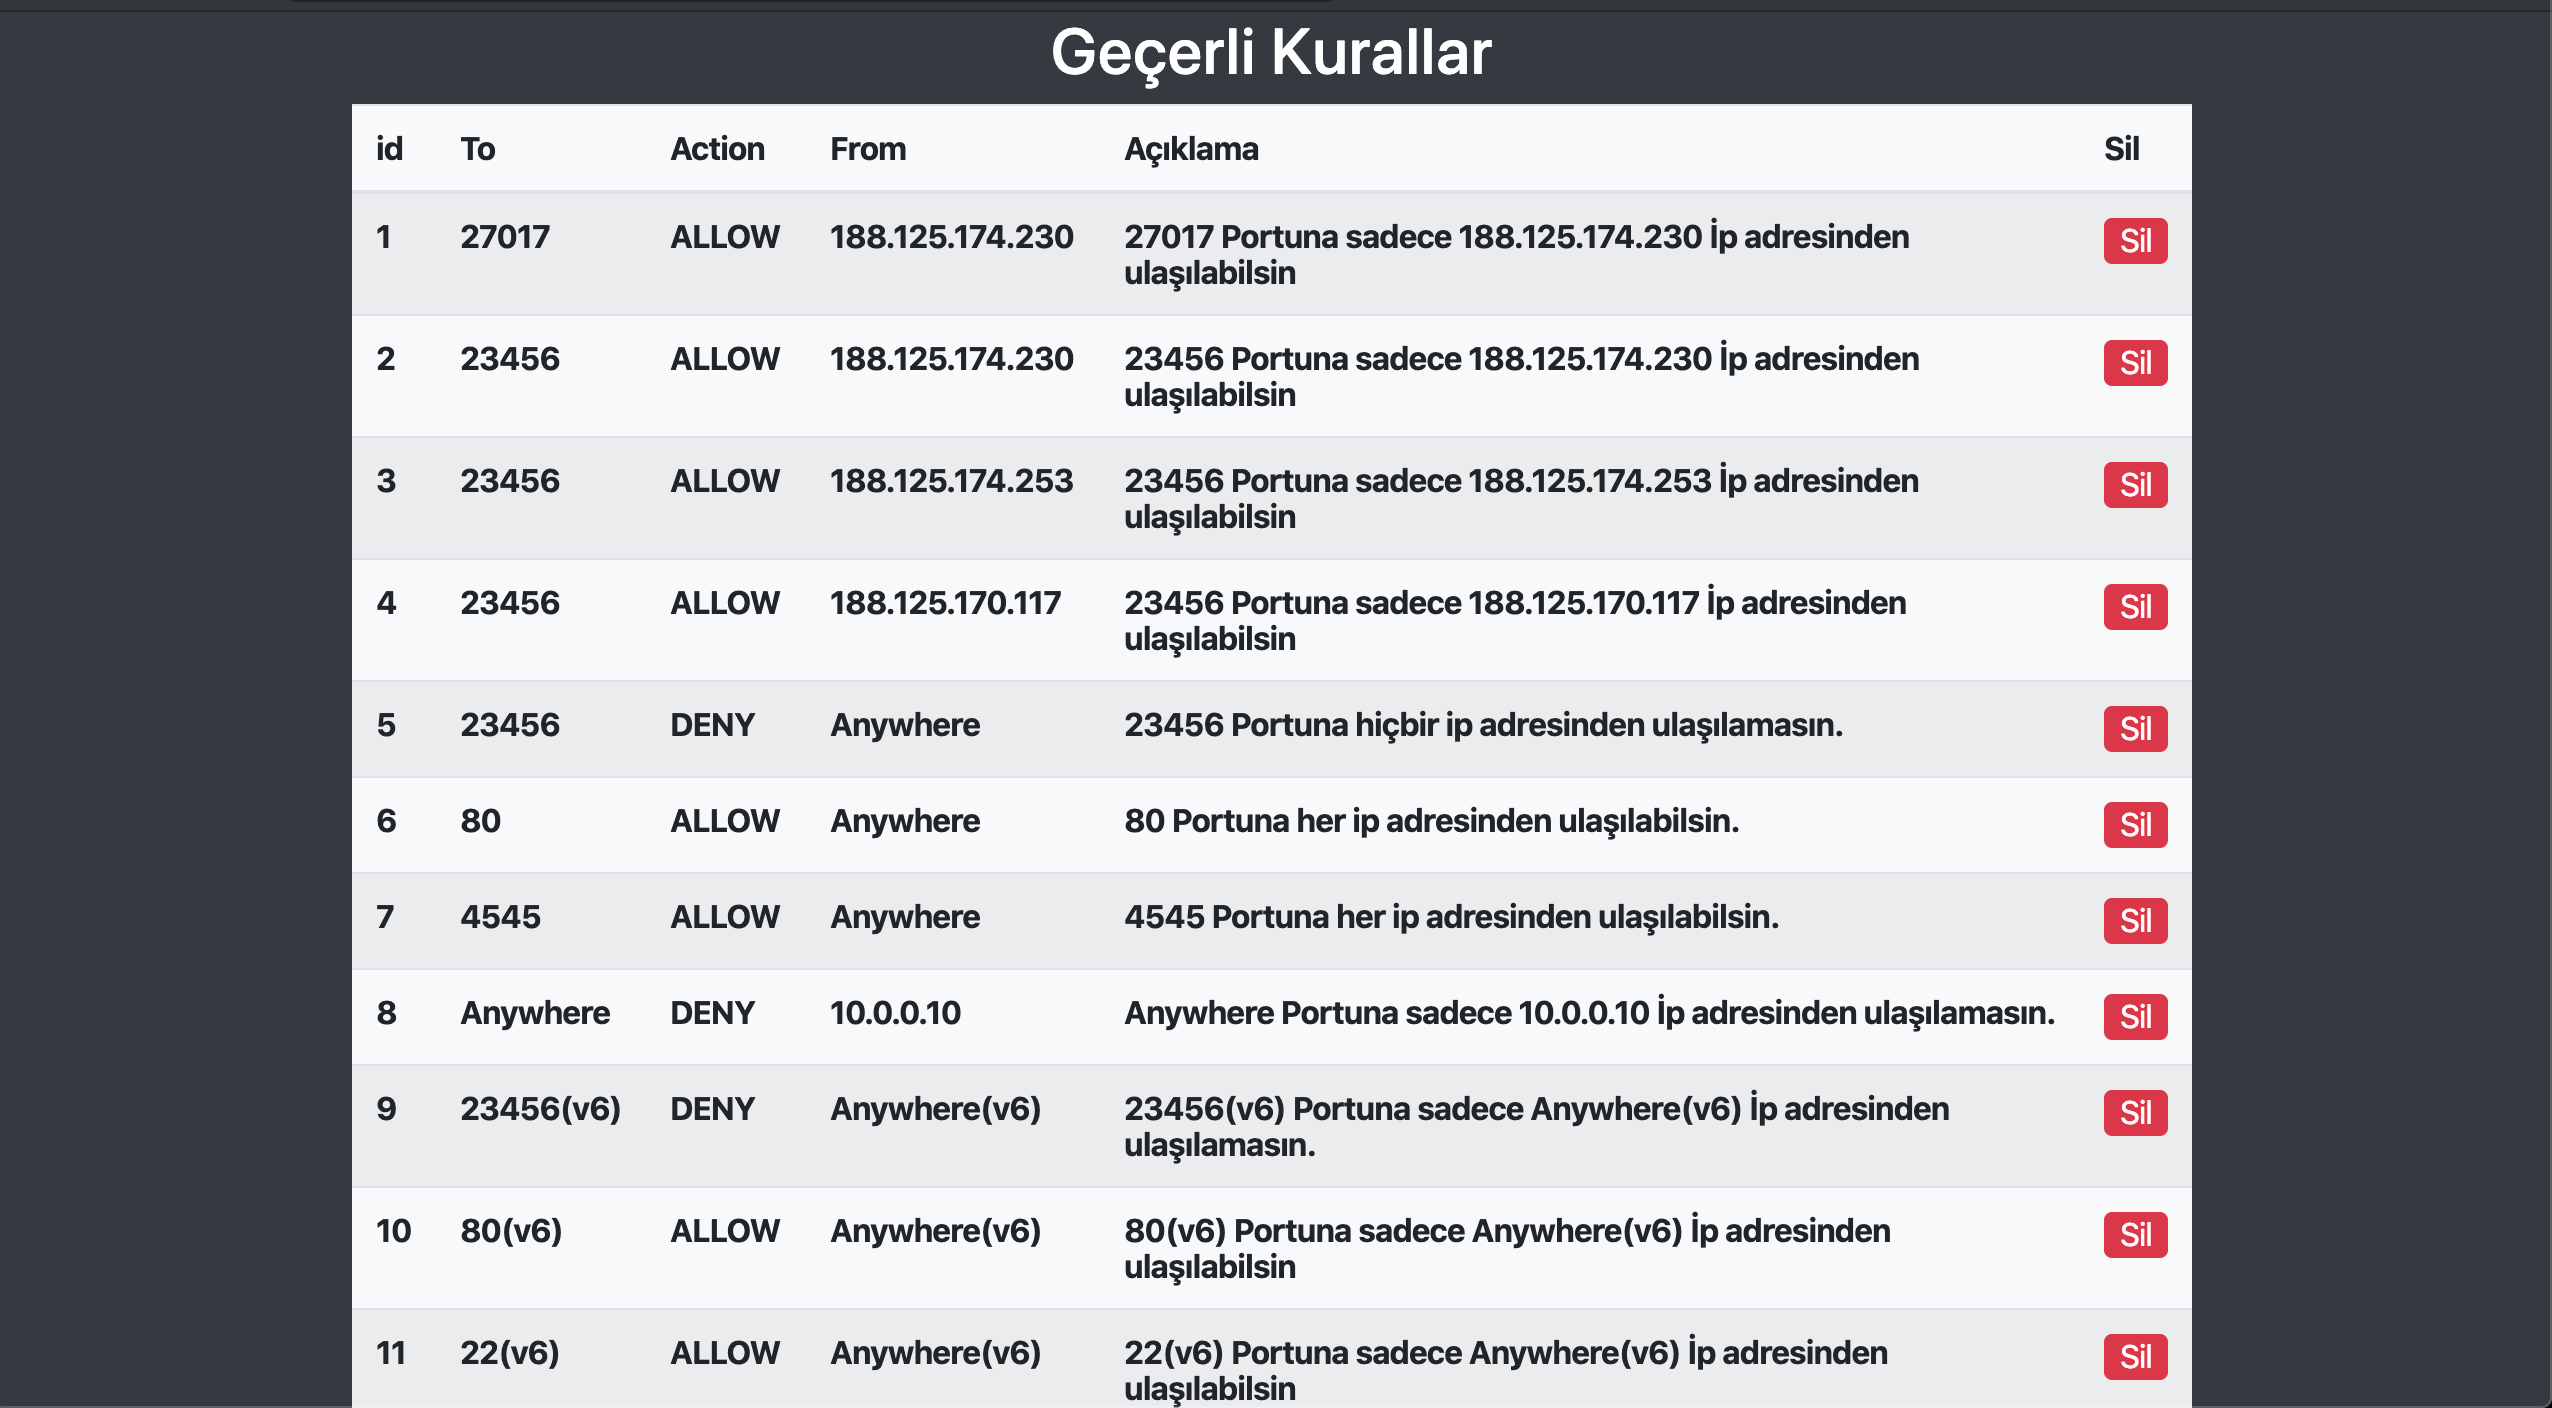 Geçerli Kurallar
id To Action From Açıklama Sil
1 27017 ALLOW 188.125.174.230 27017 Portuna sadece 188.125.174.230 İp adresinden Sil
ulaşılabilsin
2 23456 ALLOW 188.125.174.230 23456 Portuna sadece 188.125.174.230 İp adresinden Sil
ulaşılabilsin
3 23456 ALLOW 188.125.174.253 23456 Portuna sadece 188.125.174.253 İp adresinden Sil
ulaşılabilsin
4 23456 ALLOW 188.125.170.117 23456 Portuna sadece 188.125.170.117 İp adresinden Sil
ulaşılabilsin
5 23456 DENY Anywhere 23456 Portuna hiçbir ip adresinden ulaşılamasın. Sil
6 80 ALLOW Anywhere 80 Portuna her ip adresinden ulaşılabilsin. Sil
7 4545 ALLOW Anywhere 4545 Portuna her ip adresinden ulaşılabilsin. Sil
8 Anywhere DENY 10.0.0.10 Anywhere Portuna sadece 10.0.0.10 İp adresinden ulaşılamasın. Sil
9 23456(v6) DENY Anywhere(v6) 23456(v6) Portuna sadece Anywhere(v6) İp adresinden Sil
ulaşılamasın.
10 80(v6) ALLOW Anywhere(v6) 80(v6) Portuna sadece Anywhere(v6) İp adresinden Sil
ulaşılabilsin
11 22(v6) ALLOW Anywhere(v6) 22(v6) Portuna sadece Anywhere(v6) İp adresinden Sil
ulaşılabilsin